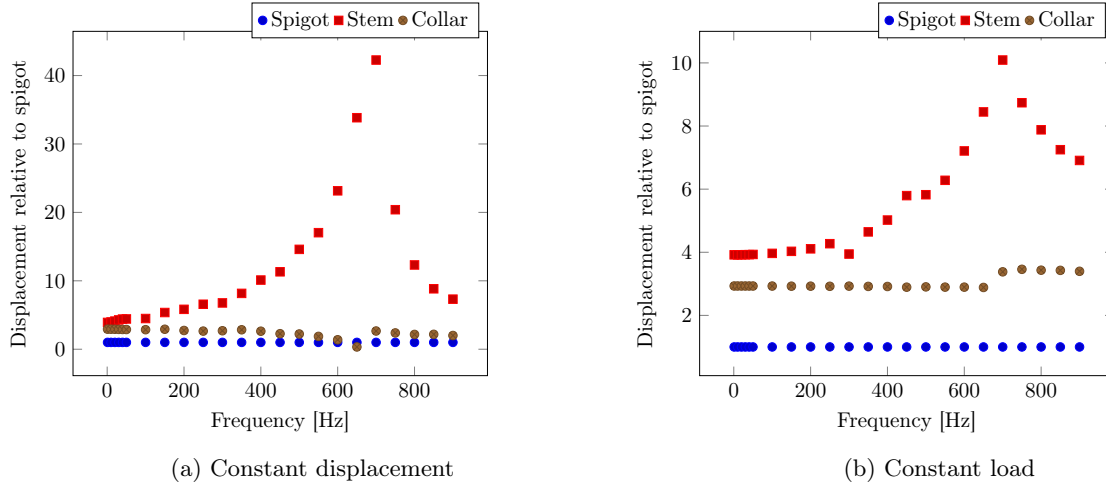 Spigot Stem Collar
Displacement relative to spigot
40
30
20
10
0
0 200 400 600 800
Frequency [Hz]
(a) Constant displacement
Spigot Stem Collar
Displacement relative to spigot
10
8
6
4
2
0 200 400 600 800
Frequency [Hz]
(b) Constant load